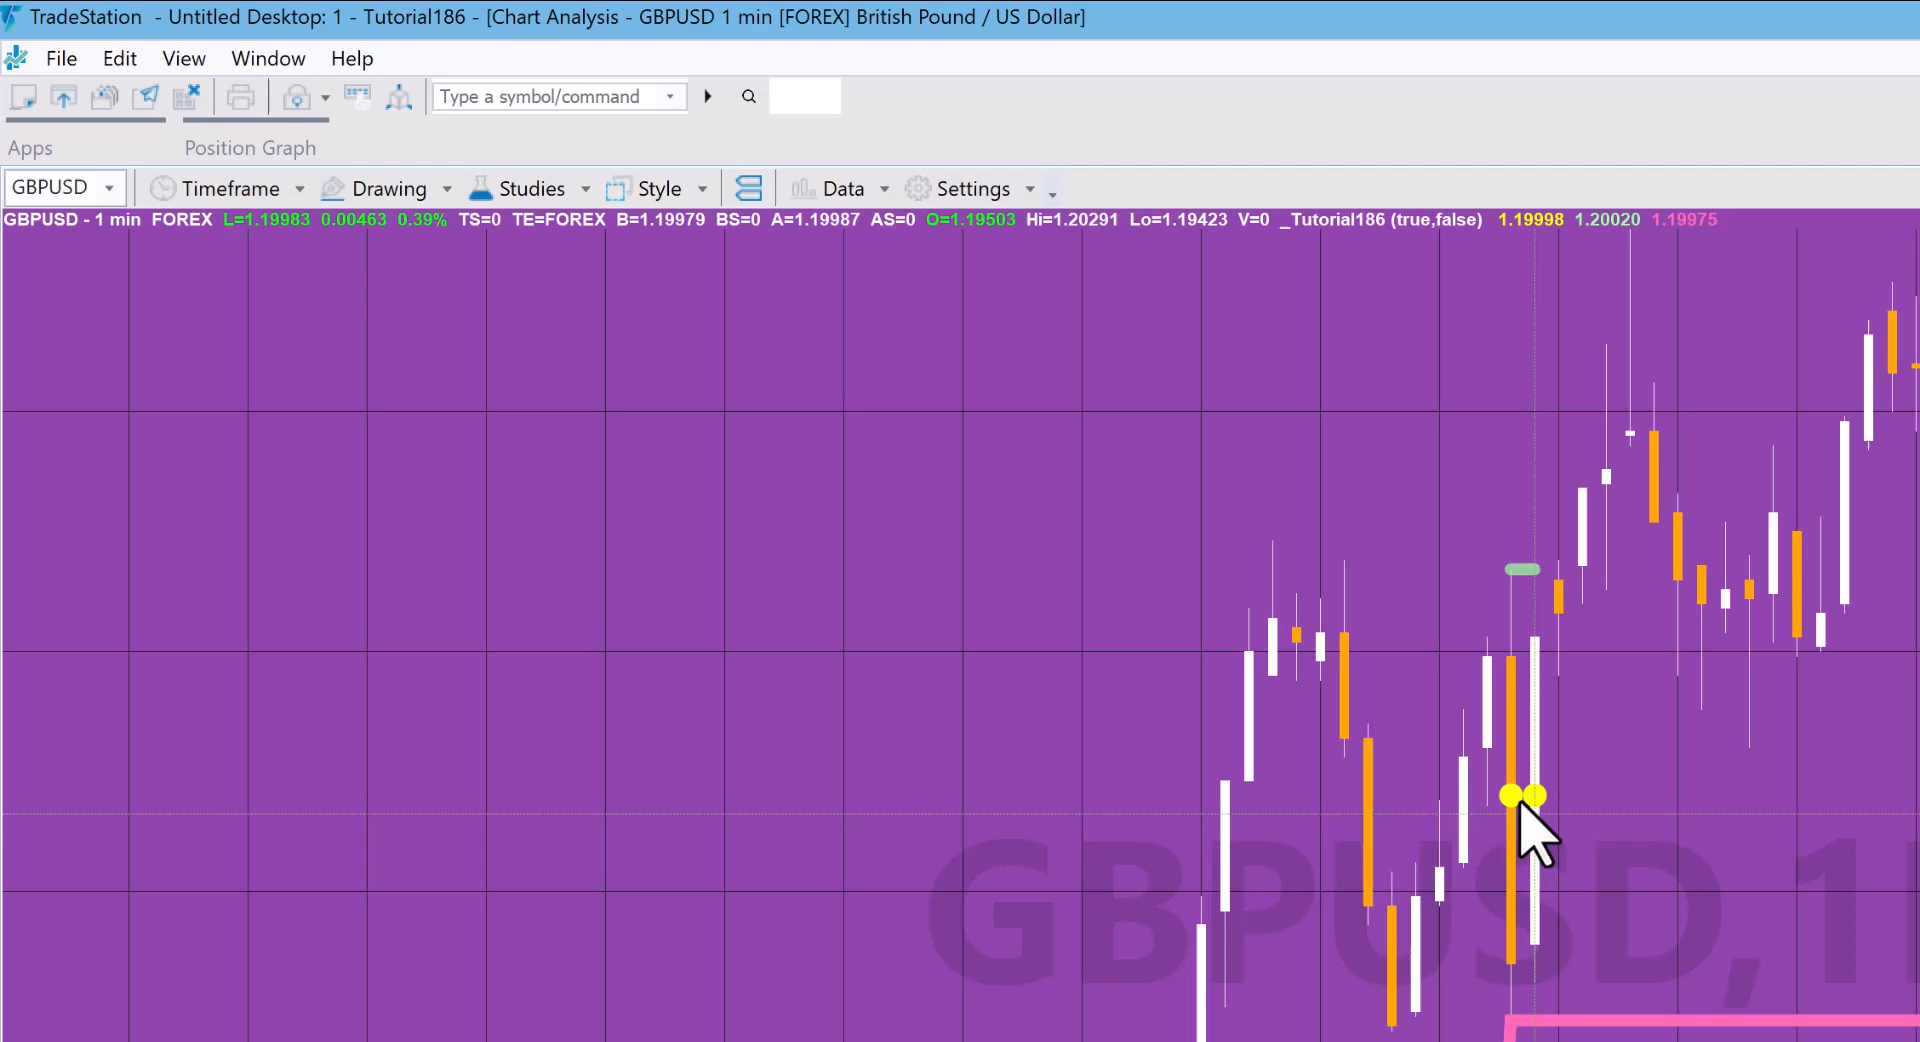 TradeStation - Untitled Desktop: 1 - Tutorial186 - [Chart Analysis - GBPUSD 1 min [FOREX] British Pound / US Dollar]
File Edit View Window Help
Type a symbol/command
Apps Position Graph
GBPUSD Timeframe Drawing Studies Style Data Settings
GBPUSD - 1 min FOREX L=1.19983 0.00463 0.39% TS=0 TE=FOREX B=1.19979 BS=0 A=1.19987 AS=0 O=1.19503 Hi=1.20291 Lo=1.19423 V=0 _Tutorial186 (true,false) 1.19998 1.20020 1.19975
GBPUSD,1